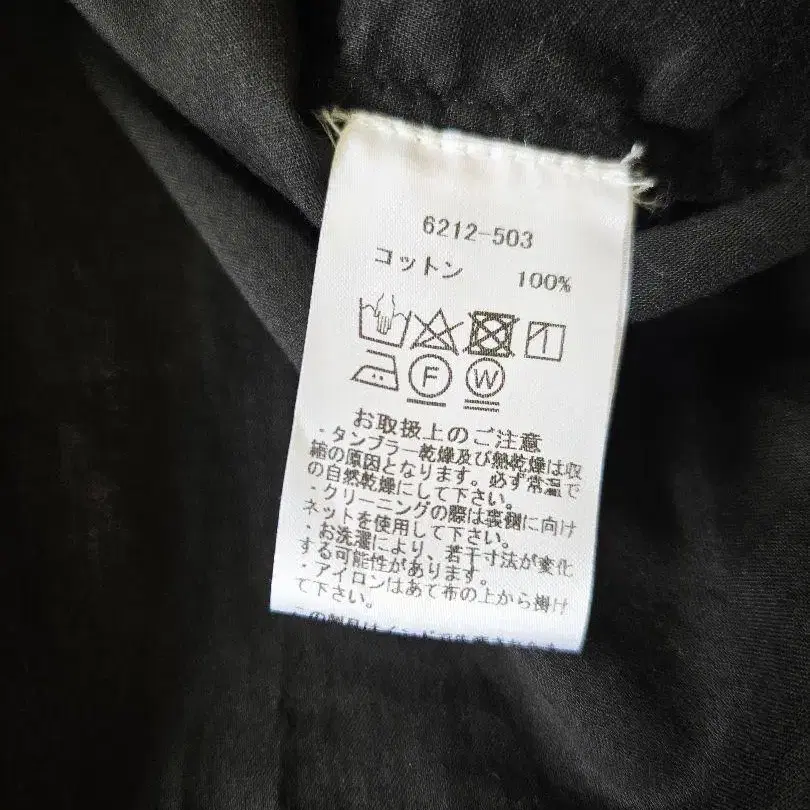 6212-503
コットン 100%
F W
お取扱上のご注意
・タンブラー乾燥及び熱乾燥は収
縮の原因となります。必ず常温で
の自然乾燥にして下さい。
・クリーニングの際は裏側に向け
ネットを使用して下さい。
・お洗濯により、若干寸法が変化
する可能性があります。
・アイロンはあて布の上から掛け
て下さい。
この製品は